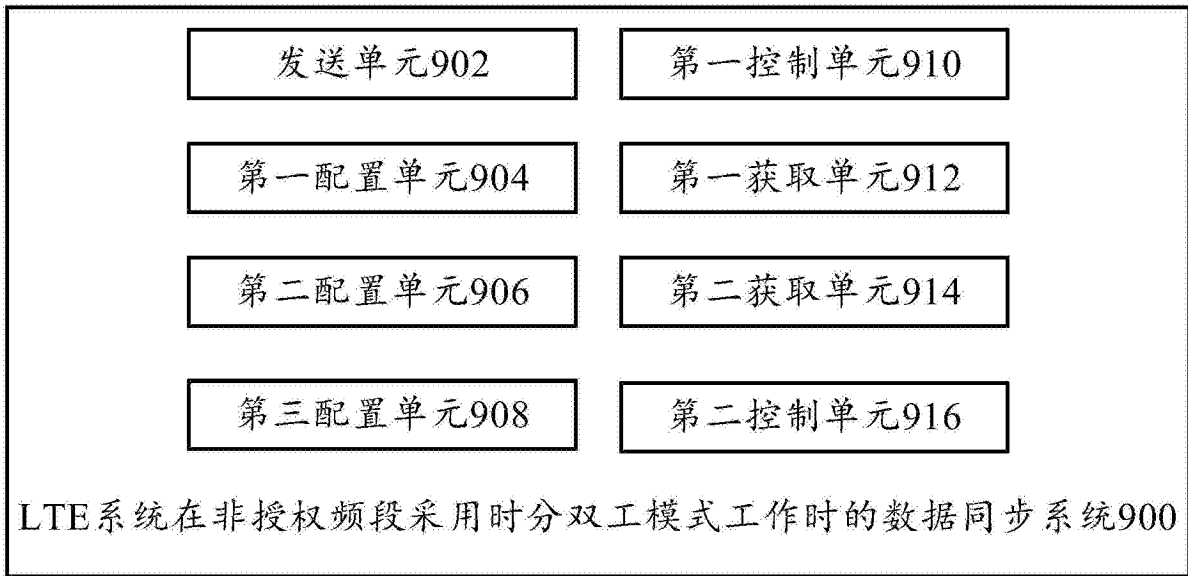 发送单元902
第一控制单元910
第一配置单元904
第一获取单元912
第二配置单元906
第二获取单元914
第三配置单元908
第二控制单元916
LTE系统在非授权频段采用时分双工模式工作时的数据同步系统900